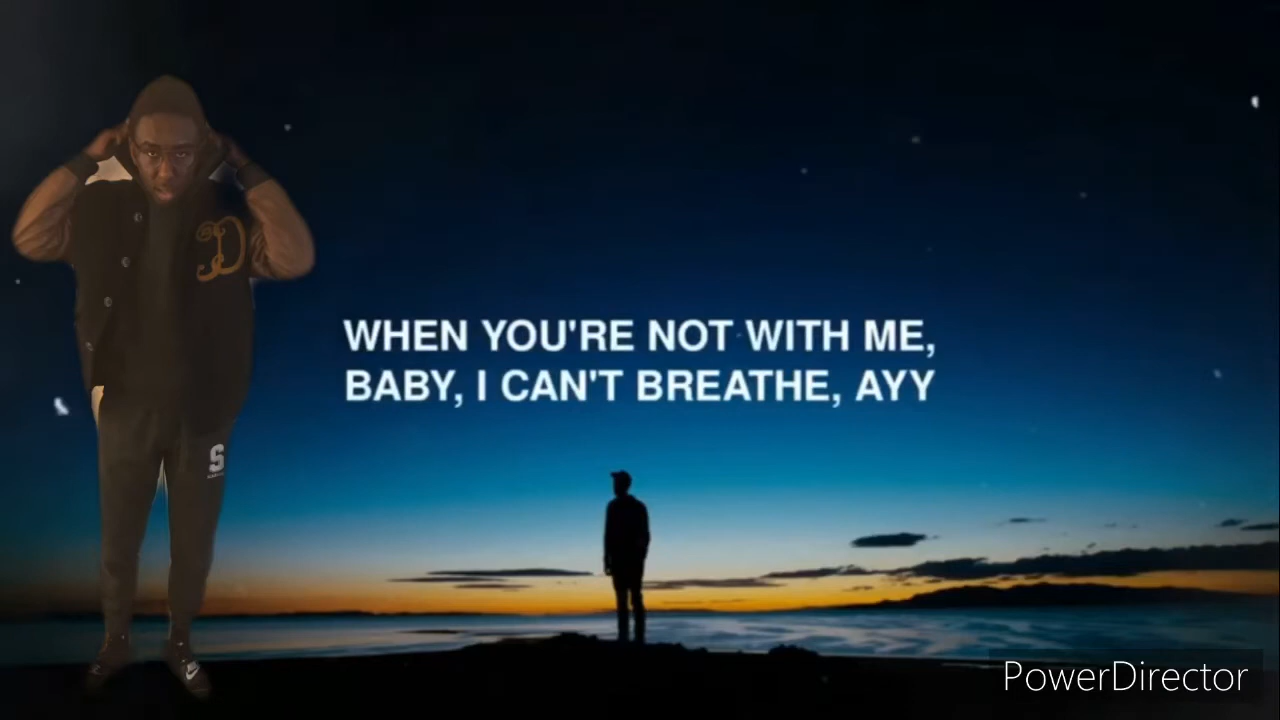 WHEN YOU'RE NOT WITH ME,
BABY, I CAN'T BREATHE, AYY
D
S
PowerDirector